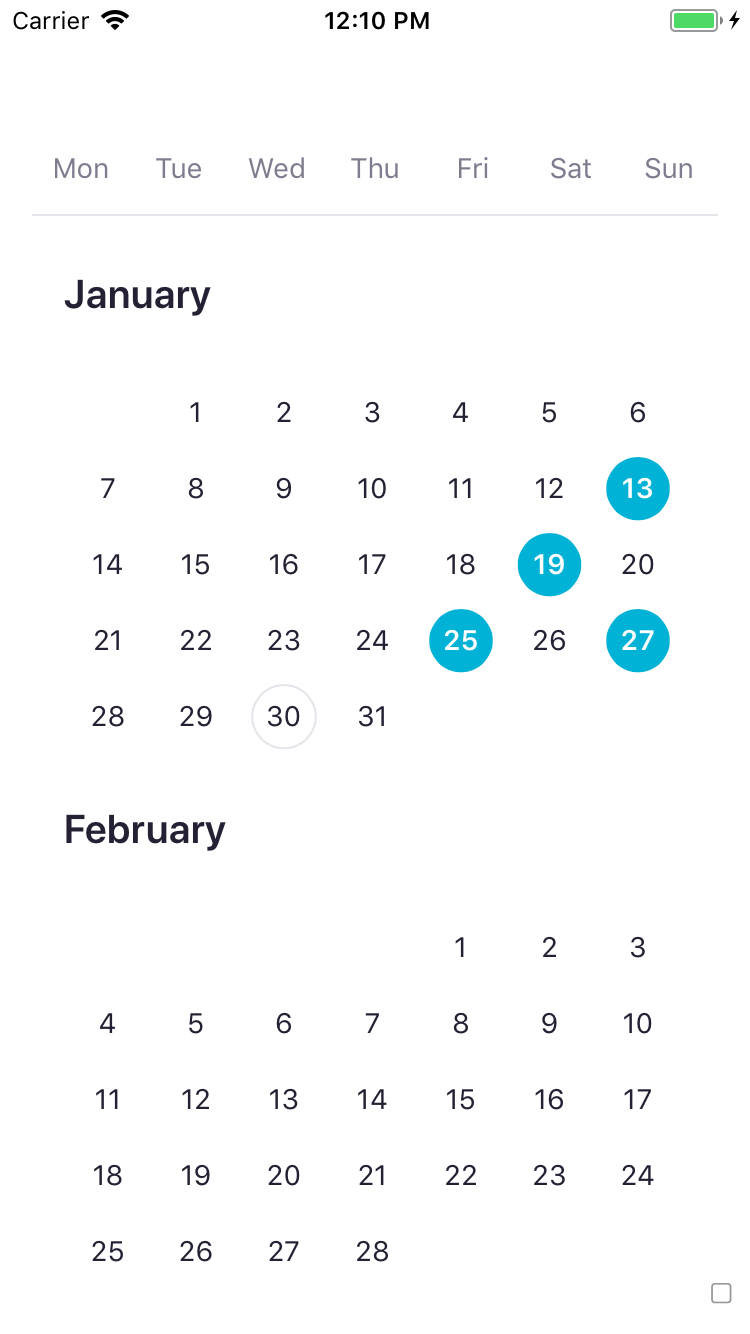 Carrier 12:10 PM
Mon Tue Wed Thu Fri Sat Sun
January
1 2 3 4 5 6
7 8 9 10 11 12 13
14 15 16 17 18 19 20
21 22 23 24 25 26 27
28 29 30 31
February
1 2 3
4 5 6 7 8 9 10
11 12 13 14 15 16 17
18 19 20 21 22 23 24
25 26 27 28